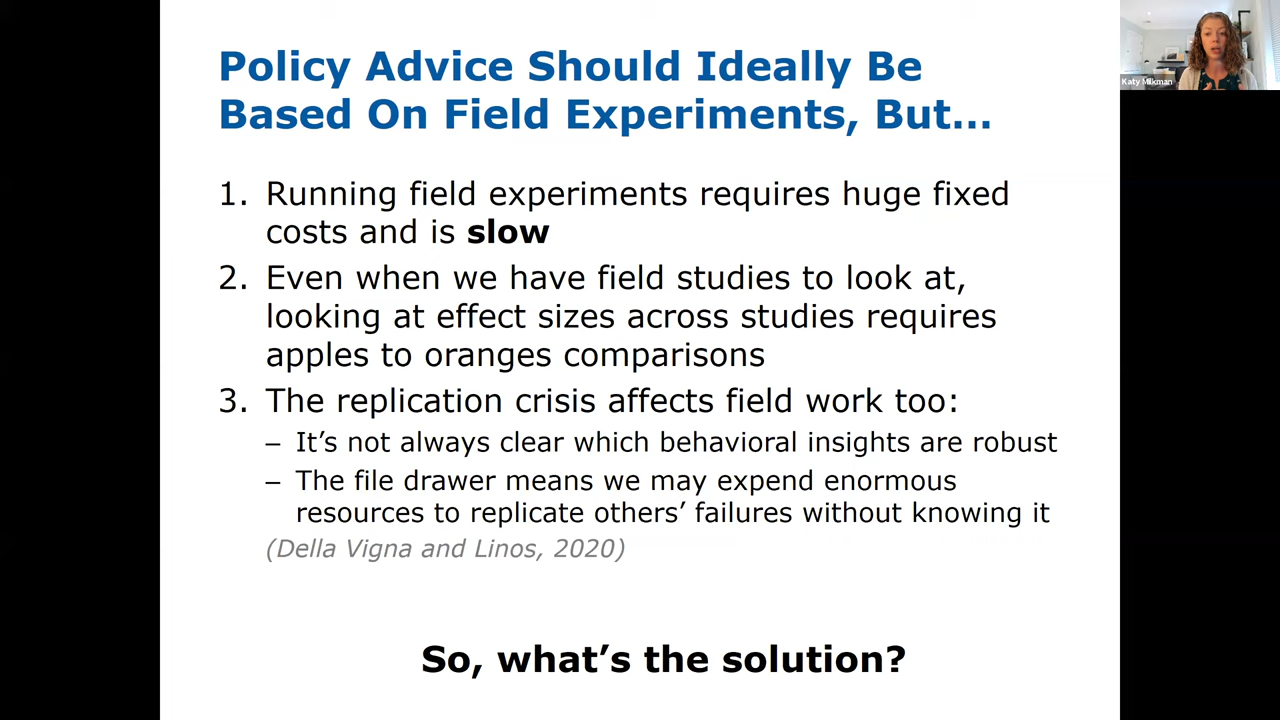 Policy Advice Should Ideally Be
Based On Field Experiments, But…
1. Running field experiments requires huge fixed
costs and is slow
2. Even when we have field studies to look at,
looking at effect sizes across studies requires
apples to oranges comparisons
3. The replication crisis affects field work too:
– It’s not always clear which behavioral insights are robust
– The file drawer means we may expend enormous
resources to replicate others’ failures without knowing it
(Della Vigna and Linos, 2020)
So, what’s the solution?
Katy Milkman